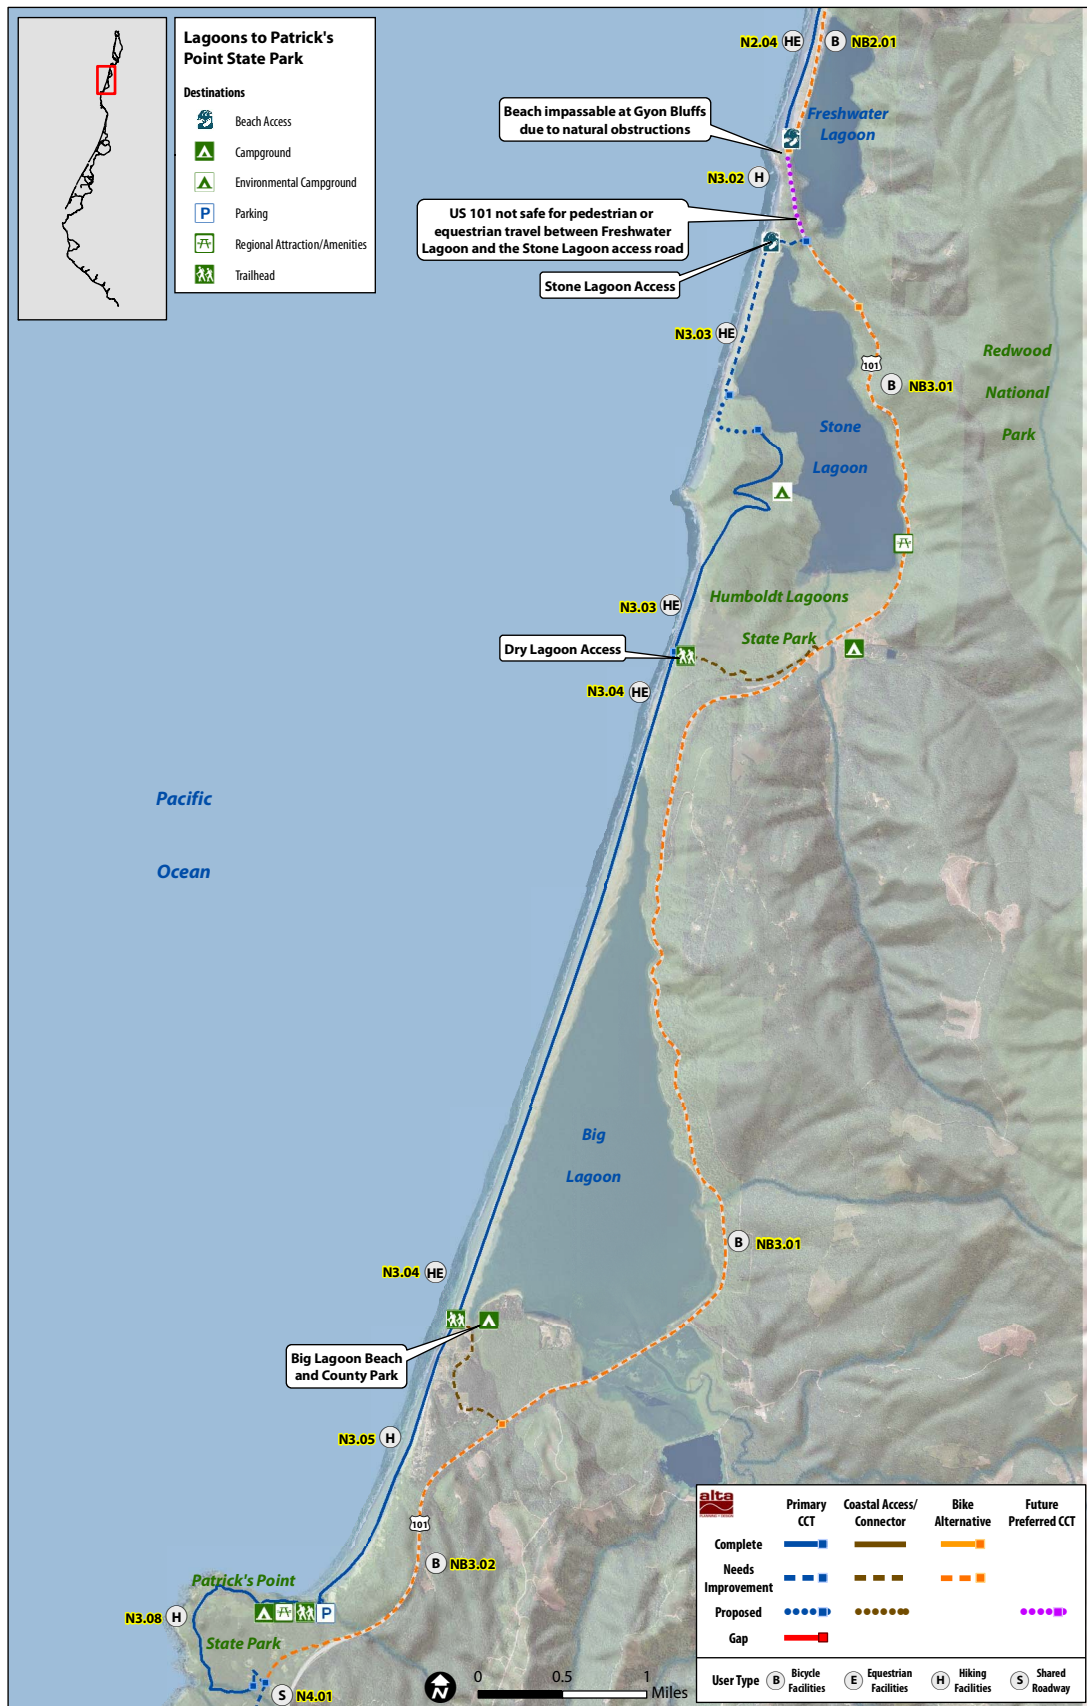 Lagoons to Patrick's
Point State Park
Destinations
Beach Access
Campground
Environmental Campground
P Parking
Regional Attraction/Amenities
Trailhead
N2.04 HE B NB2.01
Freshwater
Lagoon
Beach impassable at Gyon Bluffs
due to natural obstructions
N3.02 H
US 101 not safe for pedestrian or
equestrian travel between Freshwater
Lagoon and the Stone Lagoon access road
Stone Lagoon Access
N3.03 HE
101
B NB3.01
Redwood
National
Park
Stone
Lagoon
N3.03 HE
Humboldt Lagoons
State Park
Dry Lagoon Access
N3.04 HE
Pacific
Ocean
Big
Lagoon
B NB3.01
N3.04 HE
Big Lagoon Beach
and County Park
N3.05 H
101
B NB3.02
Patrick's Point
State Park
P
N3.08 H
S N4.01
N
0 0.5 1
Miles
alta
PLANNING + DESIGN
Primary
CCT
Coastal Access/
Connector
Bike
Alternative
Future
Preferred CCT
Complete
Needs
Improvement
Proposed
Gap
User Type B Bicycle
Facilities
E Equestrian
Facilities
H Hiking
Facilities
S Shared
Roadway